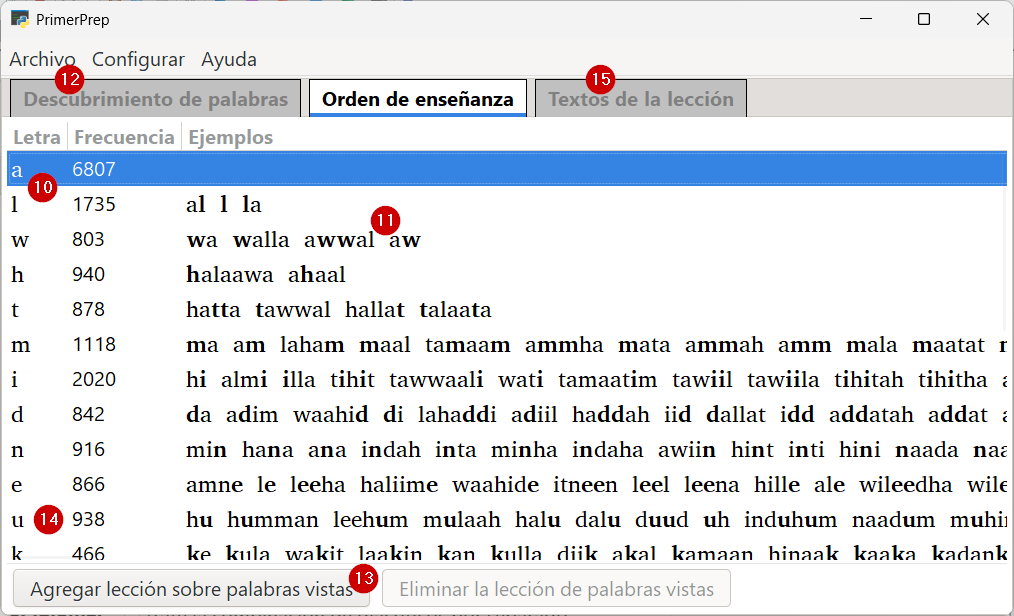 PrimerPrep
Archivo Configurar Ayuda
12 15
Descubrimiento de palabras Orden de enseñanza Textos de la lección
Letra Frecuencia Ejemplos
a 6807
10
l 1735 al l la
11
w 803 wa walla awwal aw
h 940 halaawa ahaal
t 878 hatta tawwal hallat talaata
m 1118 ma am laham maal tamaam ammha mata ammah amm mala maatat
i 2020 hi almi illa tihit tawwaali wati tamaatim tawiil tawiila tihitah tihitha a
d 842 da adim waahid di lahaddi adiil haddah iid dallat idd addatah addat a
n 916 min hana ana indah inta minha indaha awiin hint inti hini naada naa
e 866 amne le leeha haliime waahide itneen leel leena hille ale wileedha wile
u 14 938 hu humman leehum mulaah halu dalu duud uh induhum naadum muhi
k 466 ke kula wakit laakin kan kulla diik akal kamaan hinaak kaaka kadank
Agregar lección sobre palabras vistas 13 Eliminar la lección de palabras vistas